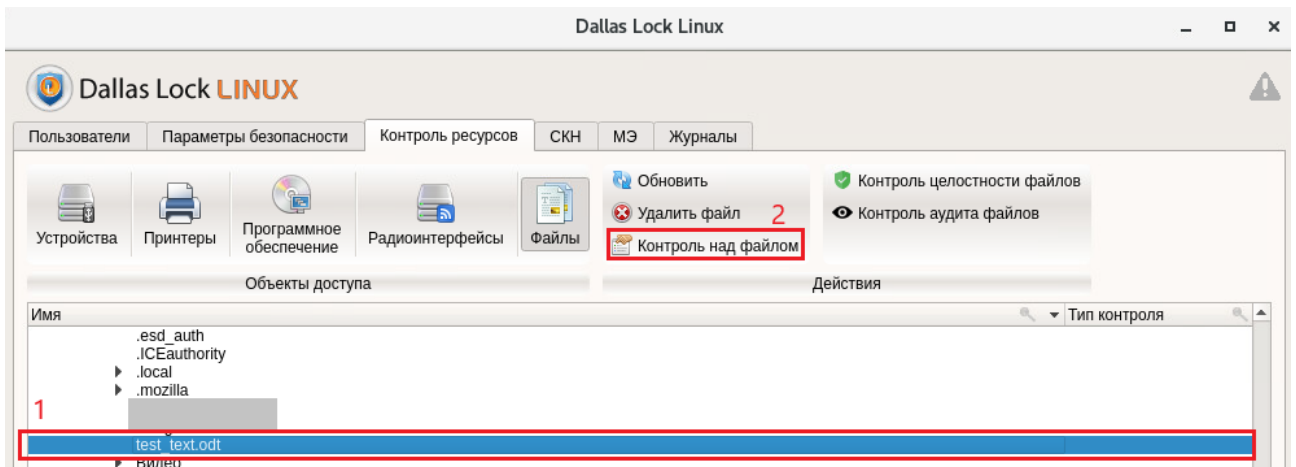 Dallas Lock Linux
Dallas Lock LINUX
Пользователи Параметры безопасности Контроль ресурсов СКН МЭ Журналы
Устройства Принтеры Программное обеспечение Радиоинтерфейсы Файлы
Обновить
Удалить файл 2
Контроль над файлом
Контроль целостности файлов
Контроль аудита файлов
Объекты доступа Действия
Имя Тип контроля
.esd_auth
.ICEauthority
.local
.mozilla
1
test_text.odt
Видео